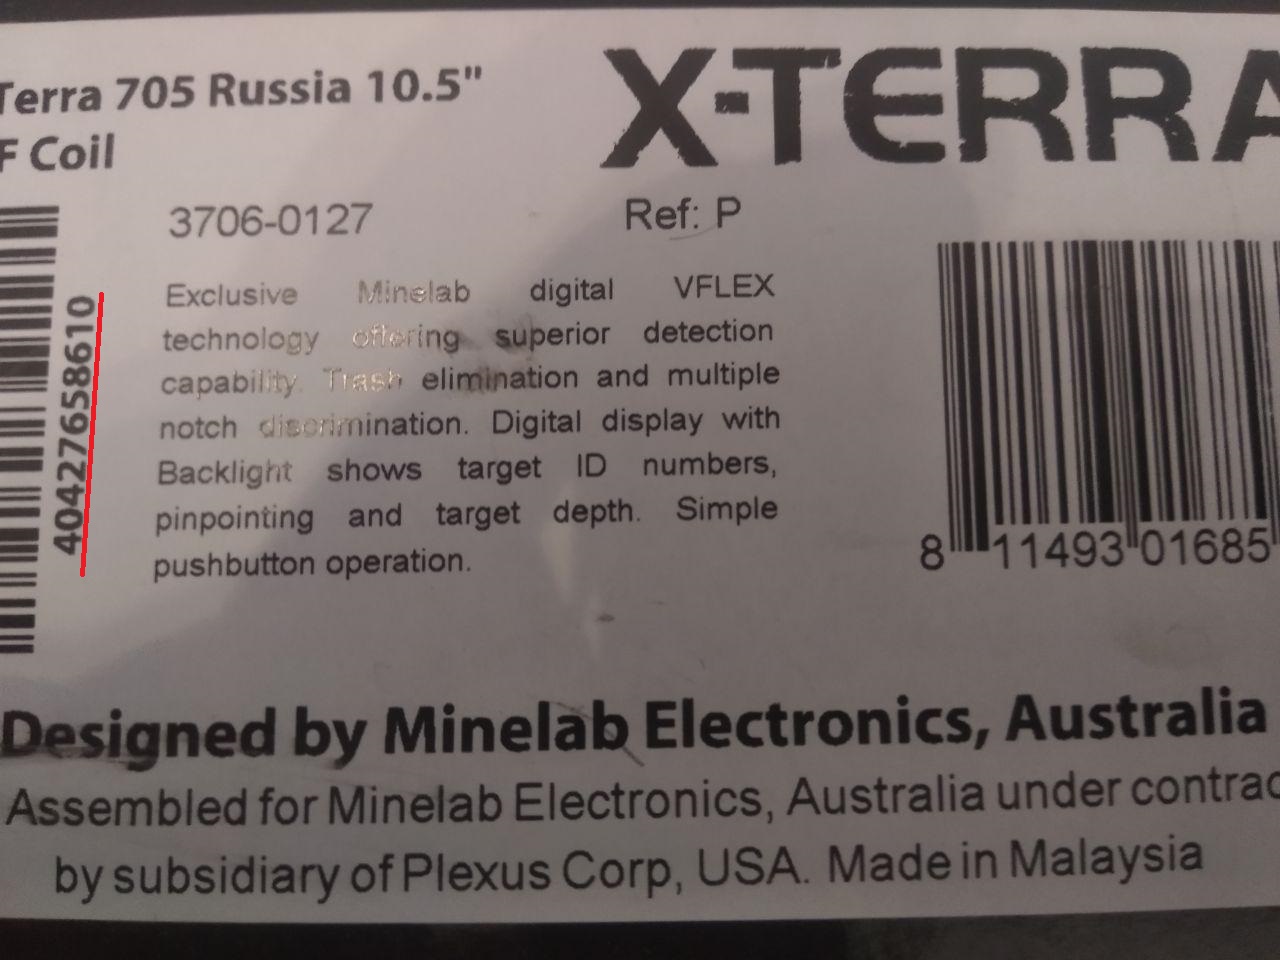 Terra 705 Russia 10.5"
F Coil
X-TERRA
3706-0127
Ref: P
40427658610
Exclusive Minelab digital VFLEX
technology offering superior detection
capability. Trash elimination and multiple
notch discrimination. Digital display with
Backlight shows target ID numbers,
pinpointing and target depth. Simple
pushbutton operation.
8 11493 01685
Designed by Minelab Electronics, Australia
Assembled for Minelab Electronics, Australia under contrac
by subsidiary of Plexus Corp, USA. Made in Malaysia